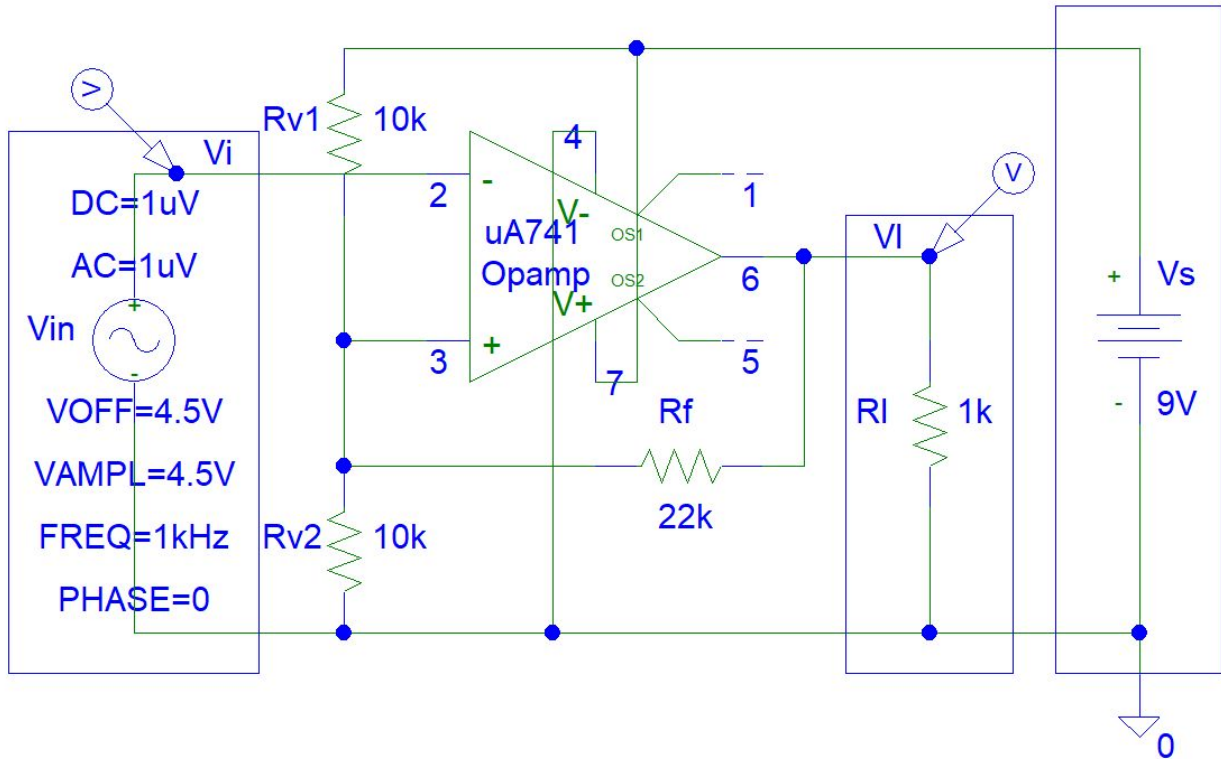 V
Vi
DC=1uV
AC=1uV
+
Vin
-
VOFF=4.5V
VAMPL=4.5V
FREQ=1kHz
PHASE=0
Rv1 10k
4
2 -
V-
uA741
OS1
1
Opamp
OS2
6
V+
3 +
5
7
Rf
22k
Rv2 10k
V
Vl
Rl 1k
+ Vs
- 9V
0